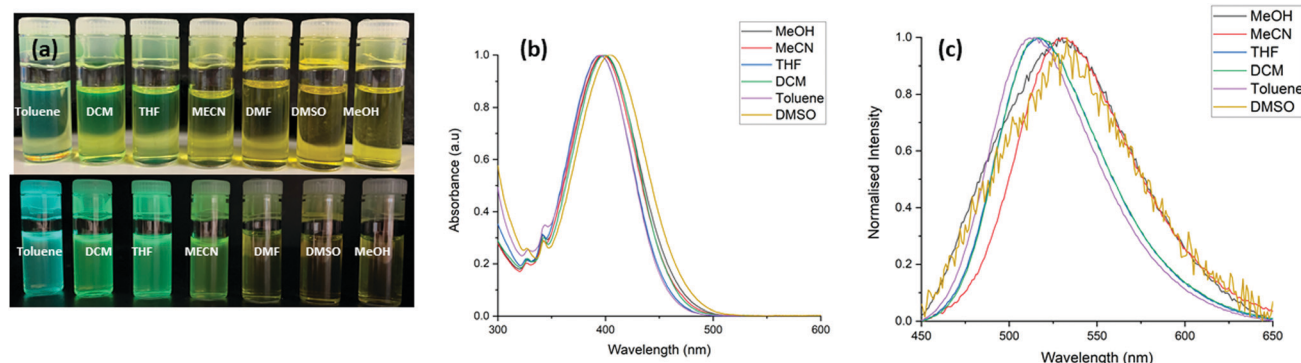 (a)
Toluene DCM THF MECN DMF DMSO MeOH
Toluene DCM THF MECN DMF DMSO MeOH
(b)
MeOH
MeCN
THF
DCM
Toluene
DMSO
Absorbance (a.u)
1.0
0.8
0.6
0.4
0.2
0.0
300 400 500 600
Wavelength (nm)
(c)
MeOH
MeCN
THF
DCM
Toluene
DMSO
Normalised Intensity
1.0
0.8
0.6
0.4
0.2
0.0
450 500 550 600 650
Wavelength (nm)